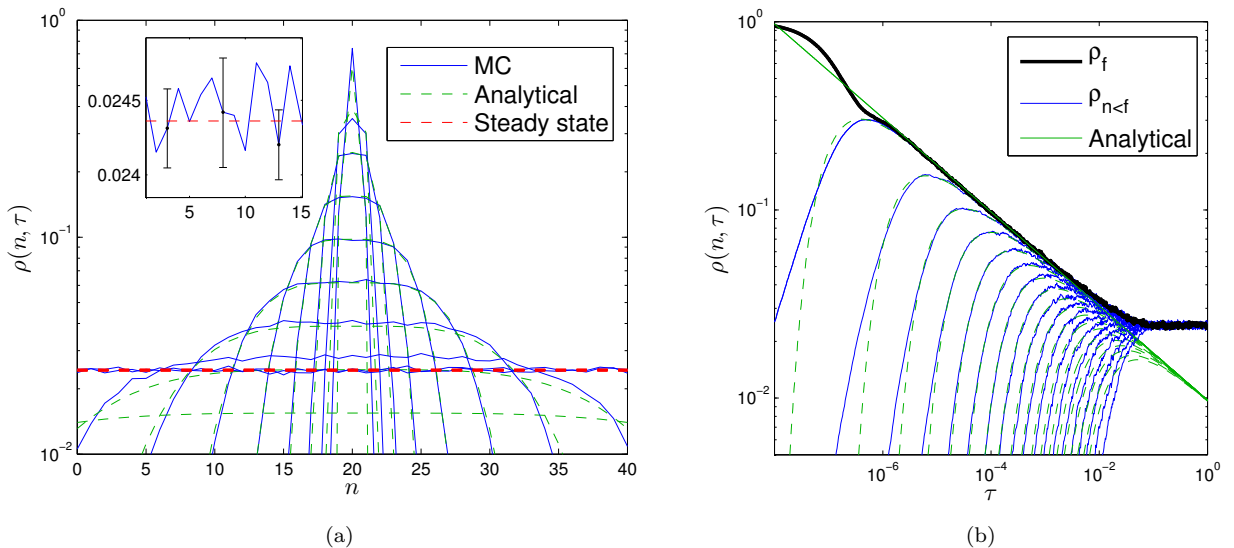 10^0
10^{-1}
10^{-2}
ρ(n, τ)
0.0245
0.024
5
10
15
MC
Analytical
Steady state
0
5
10
15
20
25
30
35
40
n
(a)
10^0
10^{-1}
10^{-2}
ρ(n, τ)
ρ_f
ρ_{n<f}
Analytical
10^{-6}
10^{-4}
10^{-2}
10^0
τ
(b)